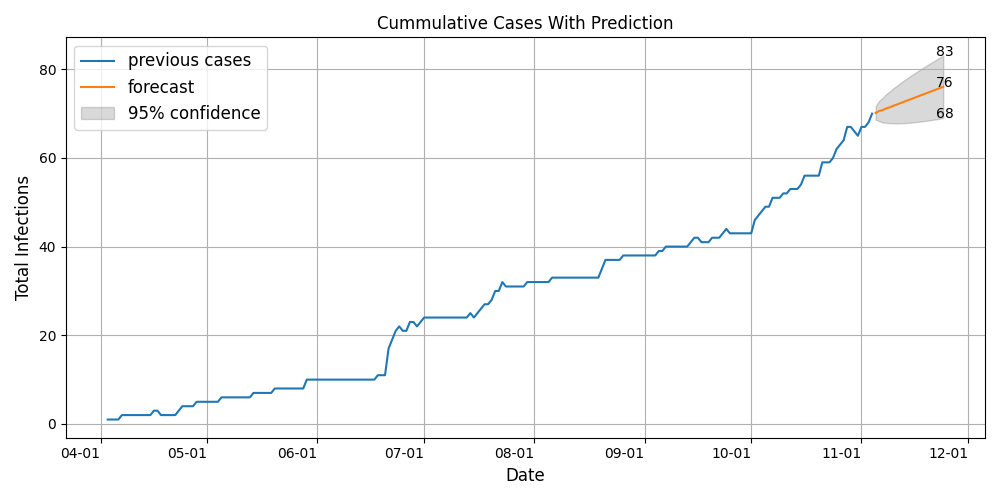 Cummulative Cases With Prediction
previous cases
forecast
95% confidence
83
76
68
Total Infections
80
60
40
20
0
04-01
05-01
06-01
07-01
08-01
09-01
10-01
11-01
12-01
Date